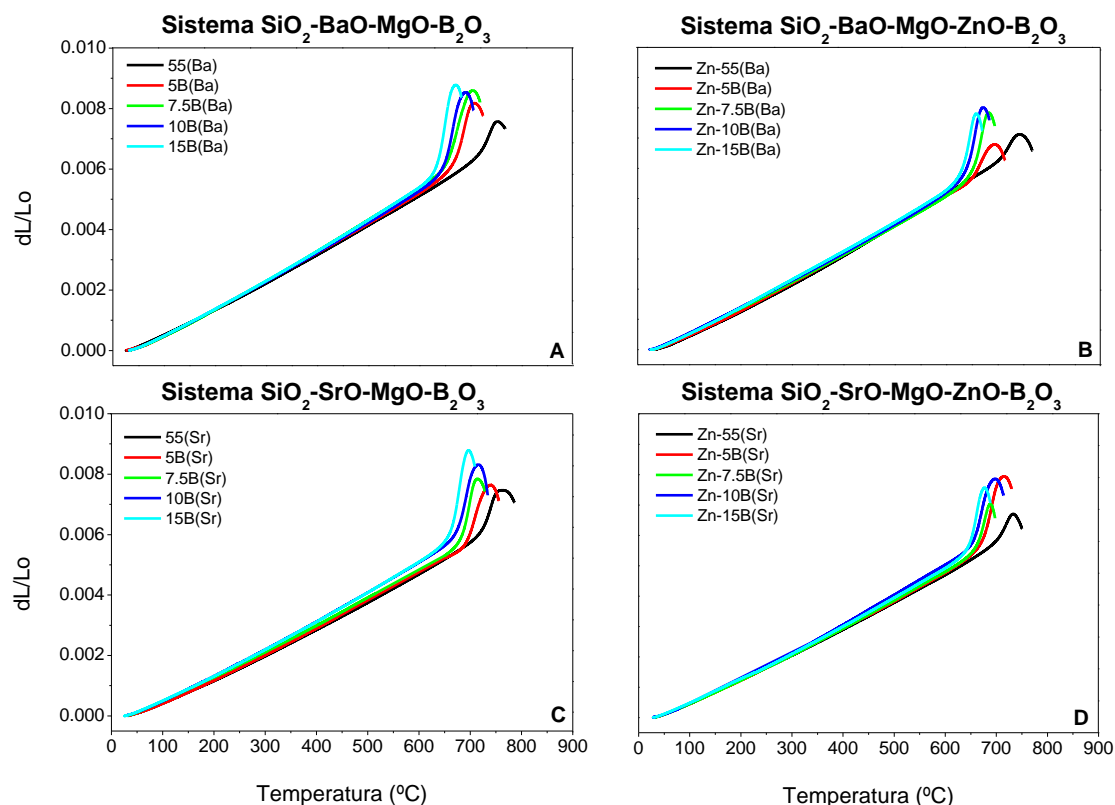 Sistema SiO₂-BaO-MgO-B₂O₃
0.010
0.008
0.006
0.004
0.002
0.000
dL/Lo
55(Ba)
5B(Ba)
7.5B(Ba)
10B(Ba)
15B(Ba)
A
Sistema SiO₂-BaO-MgO-ZnO-B₂O₃
Zn-55(Ba)
Zn-5B(Ba)
Zn-7.5B(Ba)
Zn-10B(Ba)
Zn-15B(Ba)
B
Sistema SiO₂-SrO-MgO-B₂O₃
0.010
0.008
0.006
0.004
0.002
0.000
dL/Lo
55(Sr)
5B(Sr)
7.5B(Sr)
10B(Sr)
15B(Sr)
C
0 100 200 300 400 500 600 700 800 900
Temperatura (ºC)
Sistema SiO₂-SrO-MgO-ZnO-B₂O₃
Zn-55(Sr)
Zn-5B(Sr)
Zn-7.5B(Sr)
Zn-10B(Sr)
Zn-15B(Sr)
D
0 100 200 300 400 500 600 700 800 900
Temperatura (ºC)